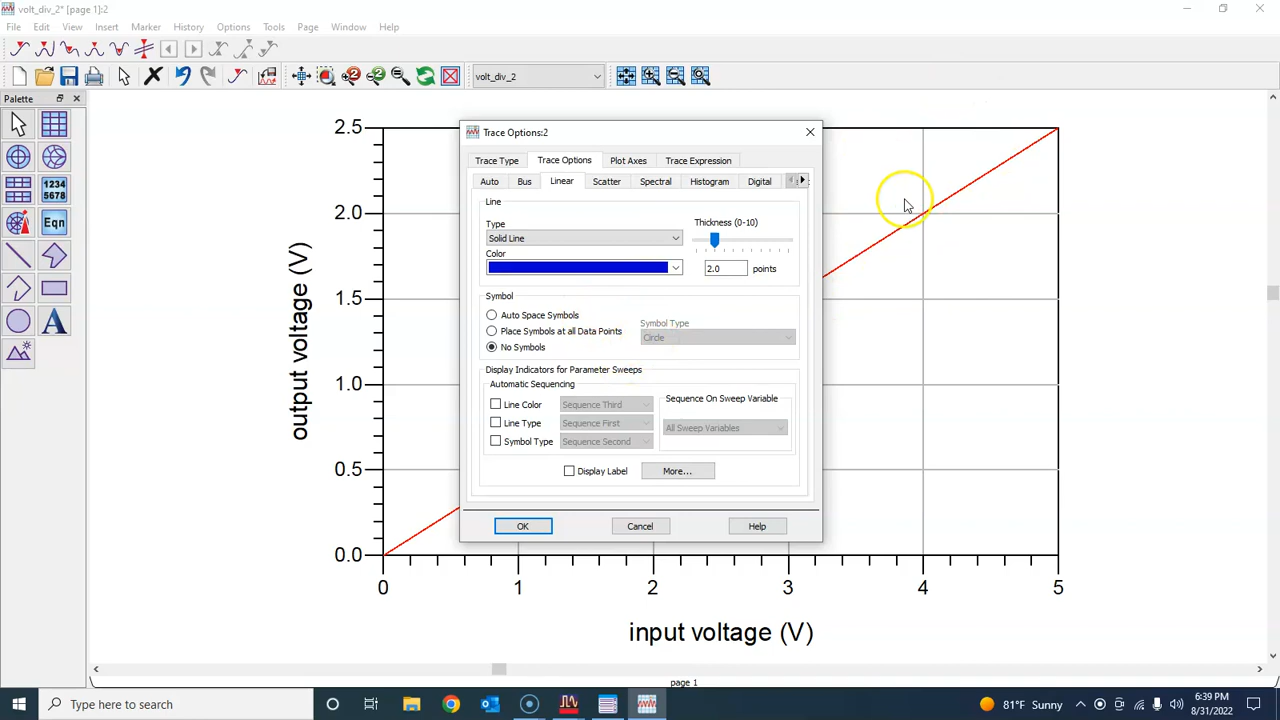 volt_div_2* [page 1]:2
File Edit View Insert Marker History Options Tools Page Window Help
volt_div_2
Palette
1234
5678
Eqn
A
Trace Options:2
Trace Type Trace Options Plot Axes Trace Expression
Auto Bus Linear Scatter Spectral Histogram Digital
Line
Type
Solid Line
Thickness (0-10)
Color
2.0 points
Symbol
Auto Space Symbols
Place Symbols at all Data Points
No Symbols
Symbol Type
Circle
Display Indicators for Parameter Sweeps
Automatic Sequencing
Line Color Sequence Third
Line Type Sequence First
Symbol Type Sequence Second
Sequence On Sweep Variable
All Sweep Variables
Display Label More...
OK Cancel Help
output voltage (V)
2.5
2.0
1.5
1.0
0.5
0.0
0 1 2 3 4 5
input voltage (V)
page 1
Type here to search
81°F Sunny
6:39 PM
8/31/2022